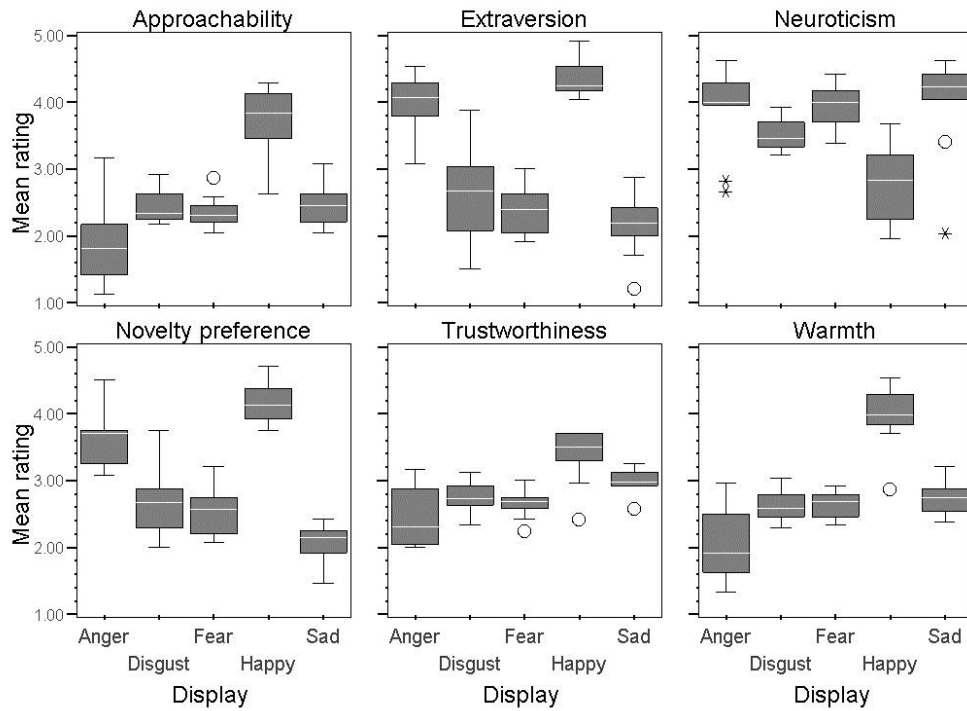 Approachability Extraversion Neuroticism
Mean rating
5.00
4.00
3.00
2.00
1.00
Novelty preference Trustworthiness Warmth
Mean rating
5.00
4.00
3.00
2.00
1.00
Anger Fear Sad Anger Fear Sad Anger Fear Sad
Disgust Happy Disgust Happy Disgust Happy
Display Display Display